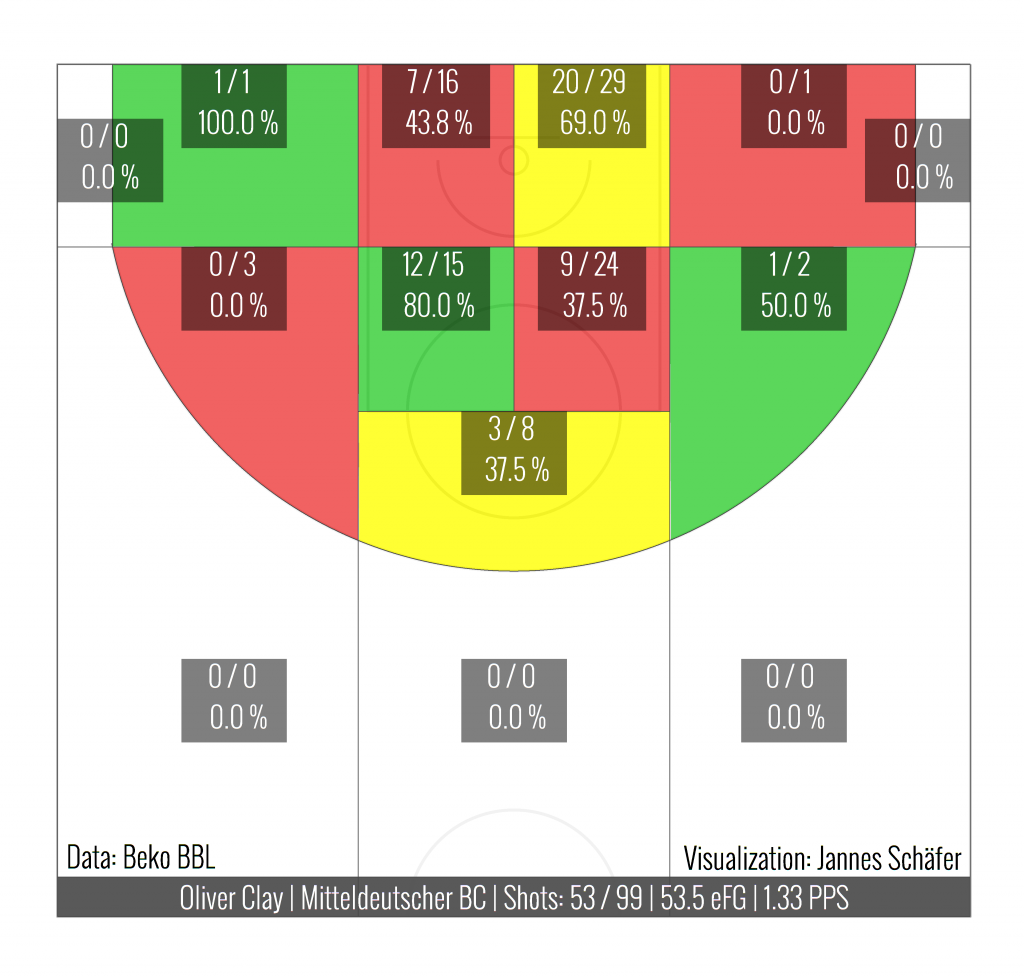 1 / 1
100.0 %
7 / 16
43.8 %
20 / 29
69.0 %
0 / 1
0.0 %
0 / 0
0.0 %
0 / 0
0.0 %
0 / 3
0.0 %
12 / 15
80.0 %
9 / 24
37.5 %
1 / 2
50.0 %
3 / 8
37.5 %
0 / 0
0.0 %
0 / 0
0.0 %
0 / 0
0.0 %
Data: Beko BBL
Visualization: Jannes Schäfer
Oliver Clay | Mitteldeutscher BC | Shots: 53 / 99 | 53.5 eFG | 1.33 PPS